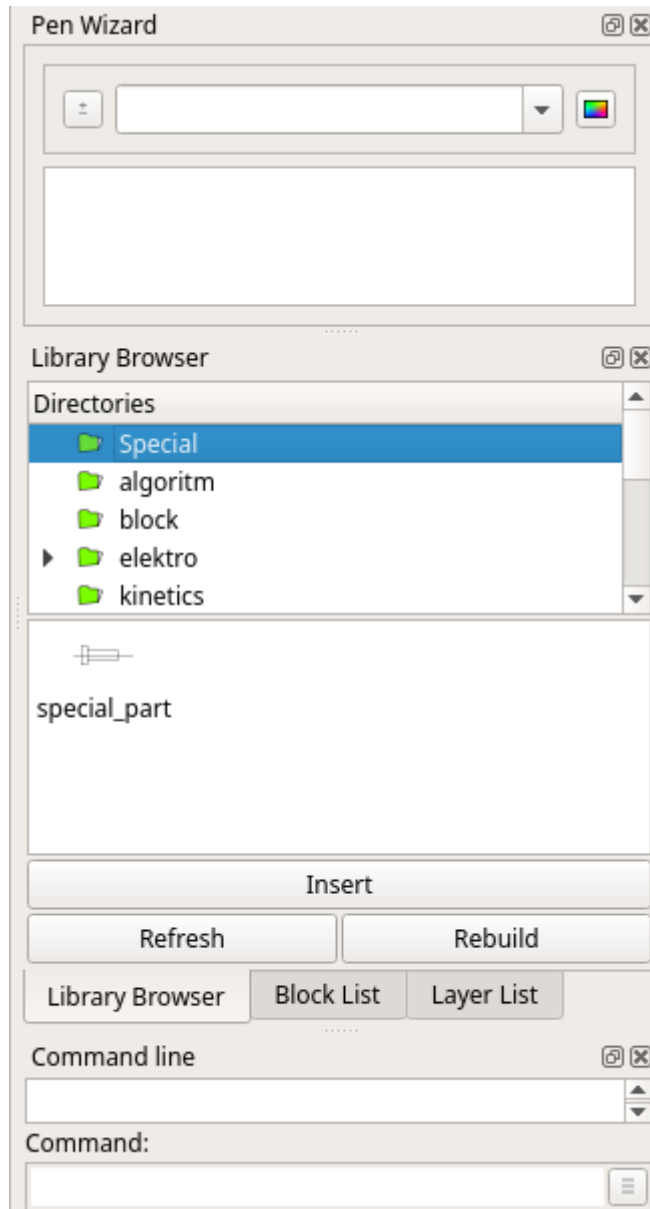 Pen Wizard
Library Browser
Directories
Special
algoritm
block
elektro
kinetics
special_part
Insert
Refresh Rebuild
Library Browser Block List Layer List
Command line
Command: